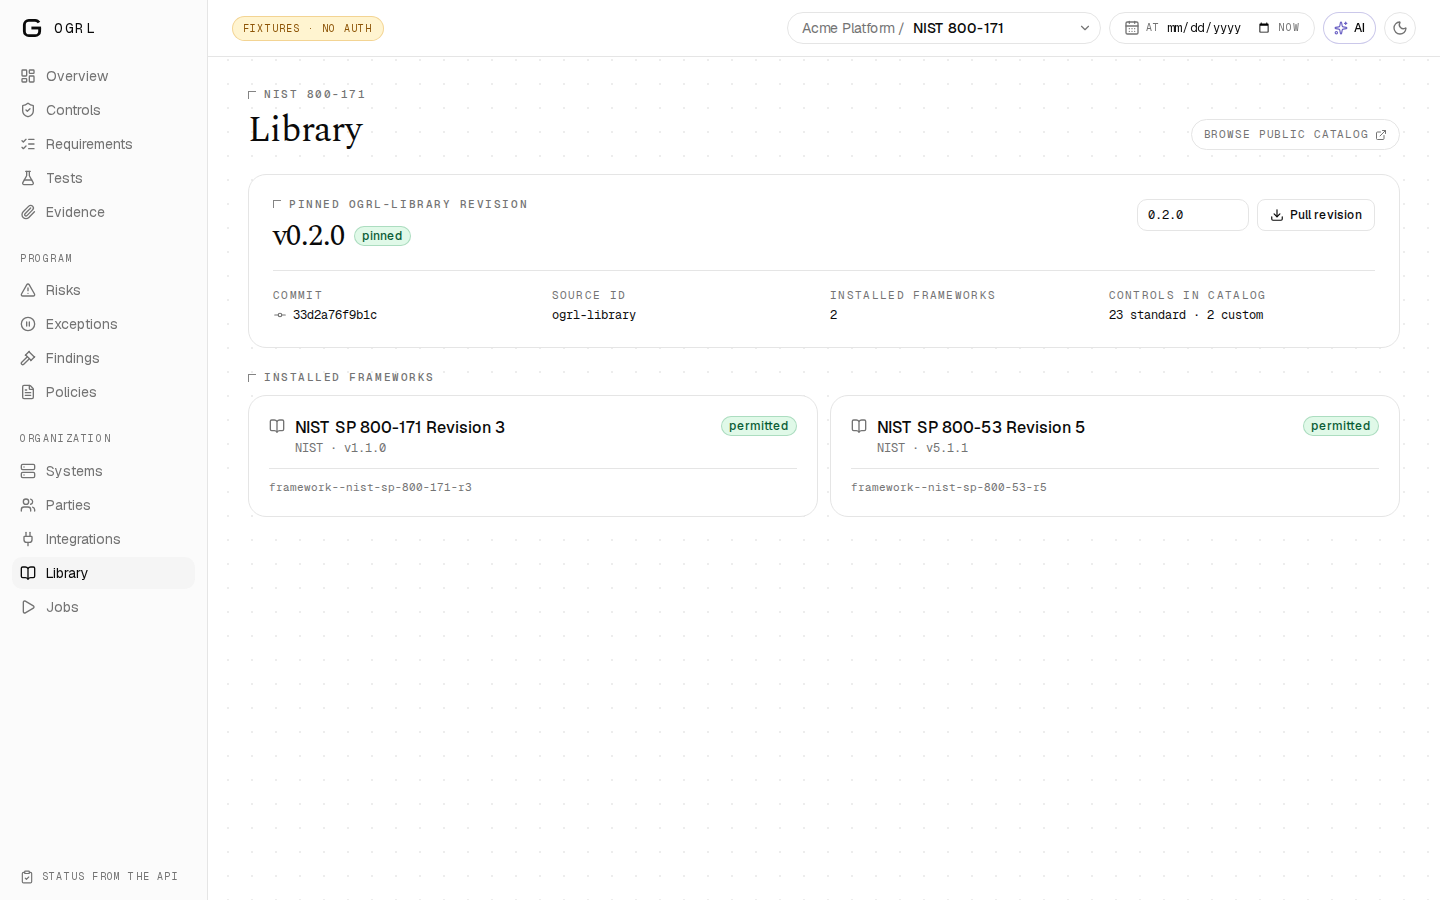 OGRL
FIXTURES · NO AUTH
Acme Platform / NIST 800-171
AT mm/dd/yyyy NOW
AI
Overview
Controls
Requirements
Tests
Evidence
PROGRAM
Risks
Exceptions
Findings
Policies
ORGANIZATION
Systems
Parties
Integrations
Library
Jobs
STATUS FROM THE API
NIST 800-171
Library
BROWSE PUBLIC CATALOG
PINNED OGRL-LIBRARY REVISION
v0.2.0 pinned
0.2.0 Pull revision
COMMIT
33d2a76f9b1c
SOURCE ID
ogrl-library
INSTALLED FRAMEWORKS
2
CONTROLS IN CATALOG
23 standard · 2 custom
INSTALLED FRAMEWORKS
NIST SP 800-171 Revision 3 permitted
NIST · v1.1.0
framework--nist-sp-800-171-r3
NIST SP 800-53 Revision 5 permitted
NIST · v5.1.1
framework--nist-sp-800-53-r5